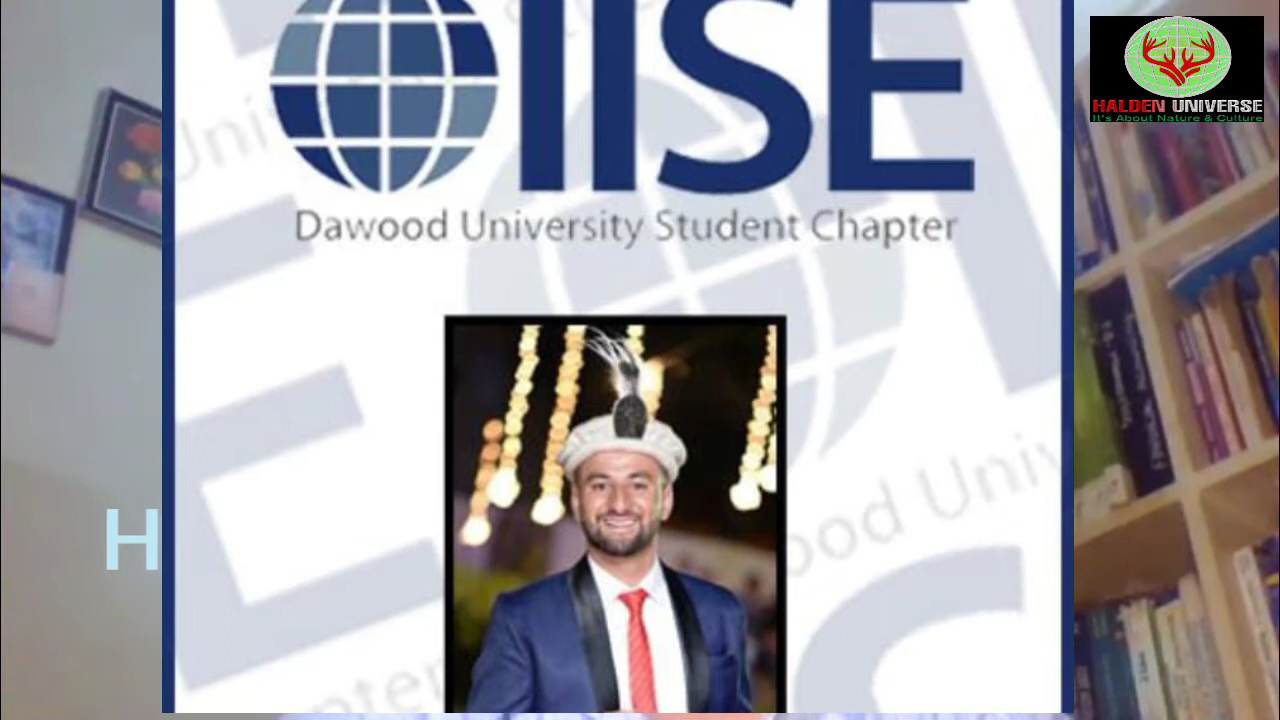 IISE
Dawood University Student Chapter
HALDEN UNIVERSE
It's About Nature & Culture
H